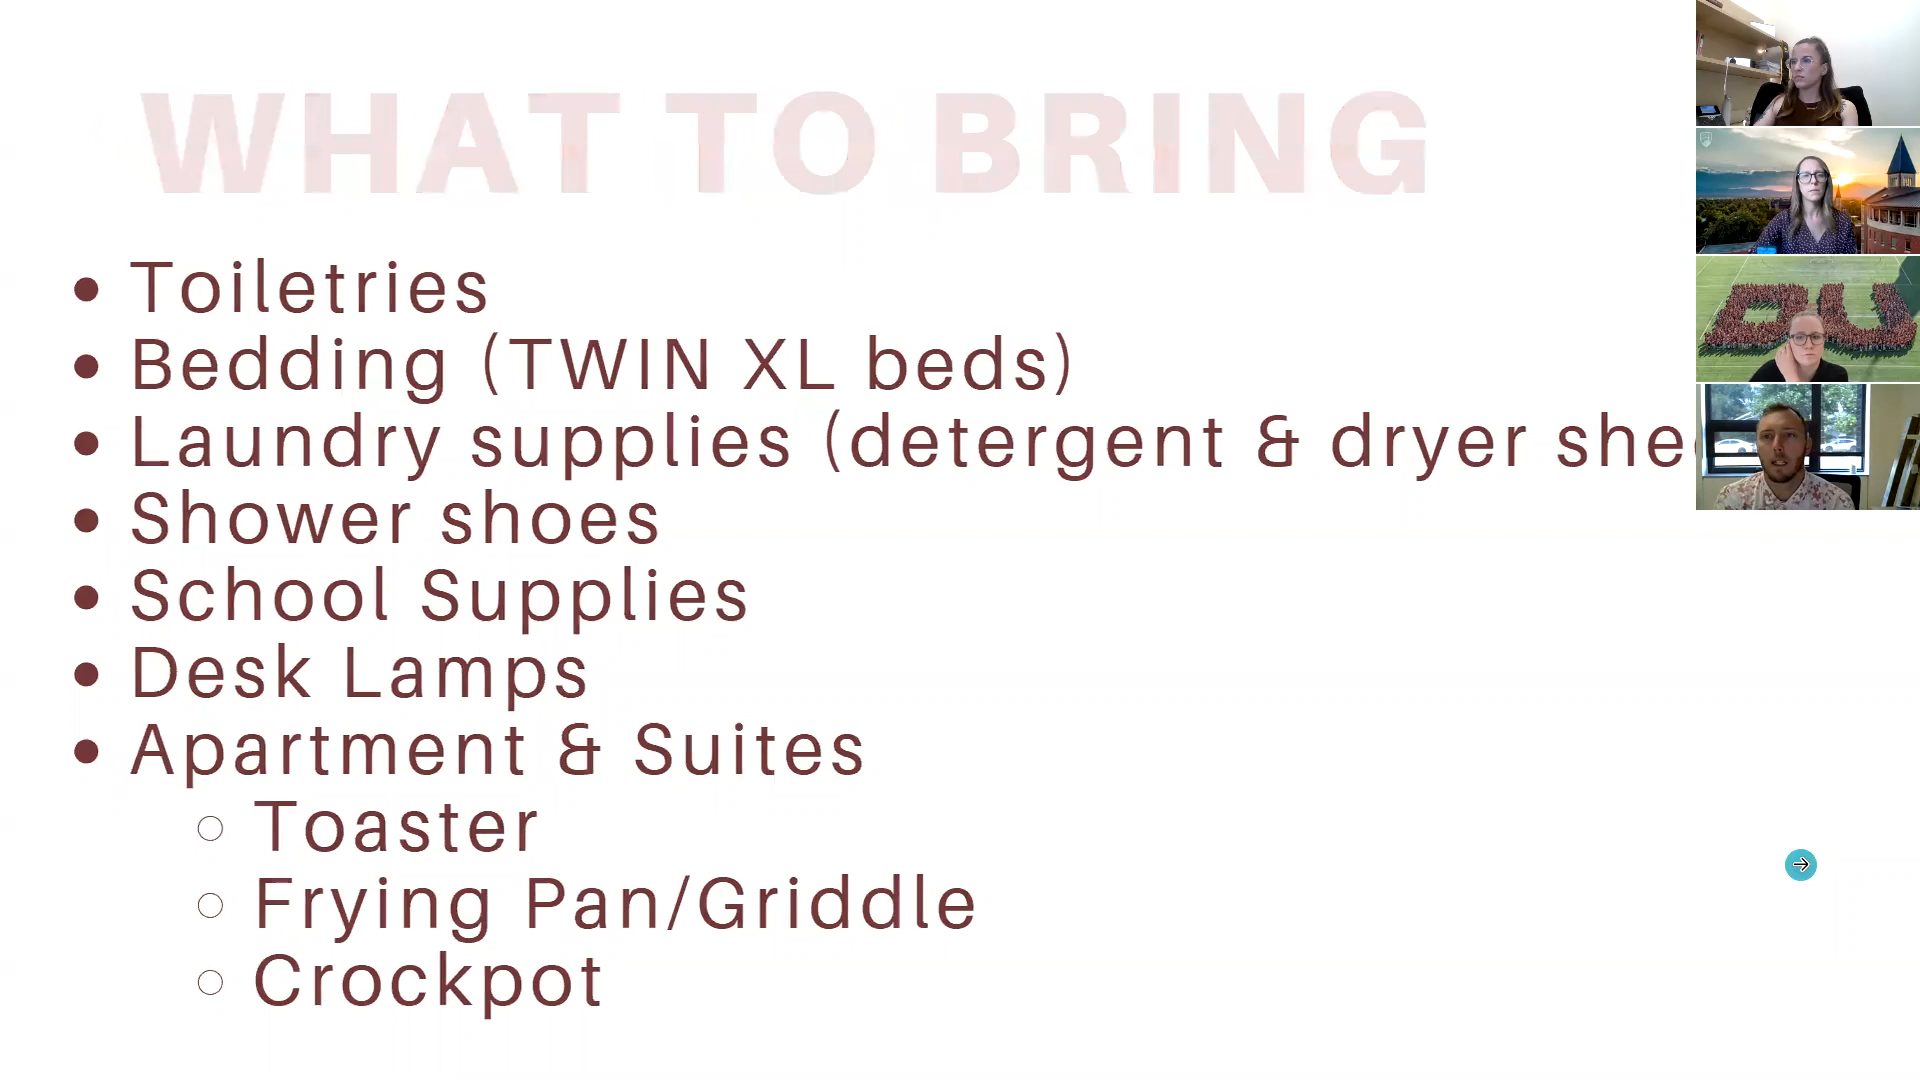 WHAT TO BRING
• Toiletries
• Bedding (TWIN XL beds)
• Laundry supplies (detergent & dryer
• Shower shoes
• School Supplies
• Desk Lamps
• Apartment & Suites
○ Toaster
○ Frying Pan/Griddle
○ Crockpot
DU